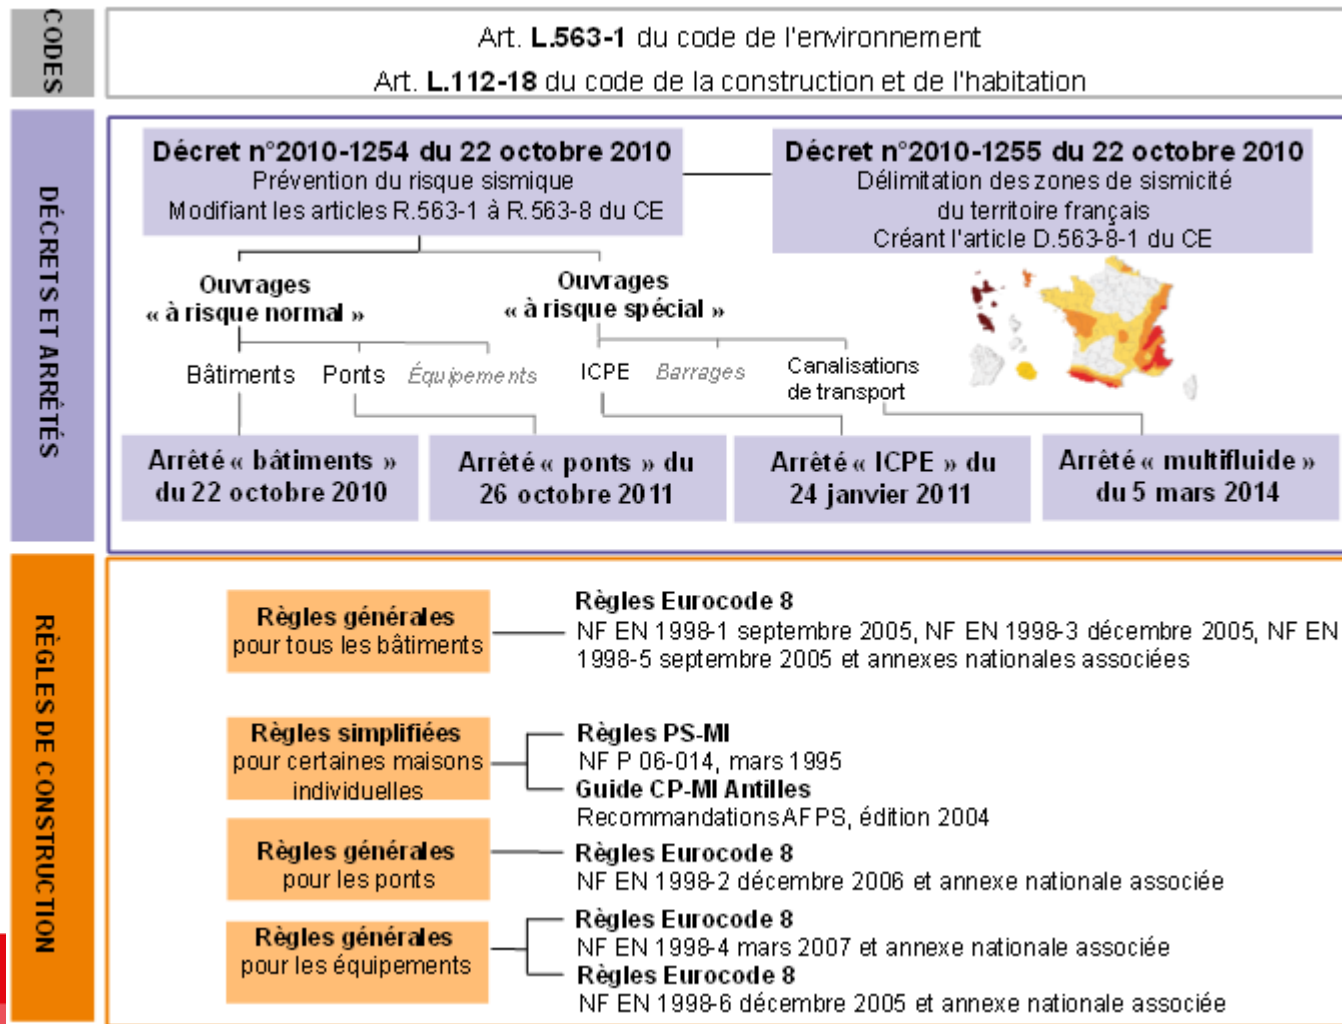 CODES
Art. L.563-1 du code de l'environnement
Art. L.112-18 du code de la construction et de l'habitation
DÉCRETS ET ARRÊTÉS
Décret n°2010-1254 du 22 octobre 2010
Prévention du risque sismique
Modifiant les articles R.563-1 à R.563-8 du CE
Décret n°2010-1255 du 22 octobre 2010
Délimitation des zones de sismicité
du territoire français
Créant l'article D.563-8-1 du CE
Ouvrages
« à risque normal »
Ouvrages
« à risque spécial »
Bâtiments
Ponts
Équipements
ICPE
Barrages
Canalisations
de transport
Arrêté « bâtiments »
du 22 octobre 2010
Arrêté « ponts » du
26 octobre 2011
Arrêté « ICPE » du
24 janvier 2011
Arrêté « multifluide »
du 5 mars 2014
RÈGLES DE CONSTRUCTION
Règles générales
pour tous les bâtiments
Règles Eurocode 8
NF EN 1998-1 septembre 2005, NF EN 1998-3 décembre 2005, NF EN
1998-5 septembre 2005 et annexes nationales associées
Règles simplifiées
pour certaines maisons
individuelles
Règles PS-MI
NF P 06-014, mars 1995
Guide CP-MI Antilles
Recommandations AFPS, édition 2004
Règles générales
pour les ponts
Règles Eurocode 8
NF EN 1998-2 décembre 2006 et annexe nationale associée
Règles générales
pour les équipements
Règles Eurocode 8
NF EN 1998-4 mars 2007 et annexe nationale associée
Règles Eurocode 8
NF EN 1998-6 décembre 2005 et annexe nationale associée